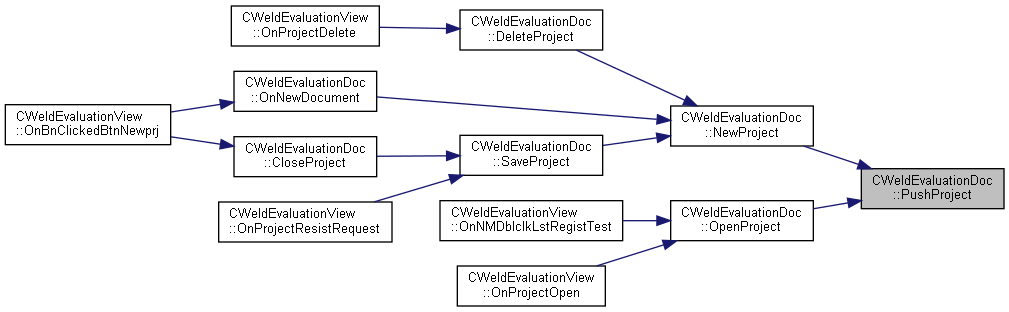 CWeldEvaluationView
::OnProjectDelete
CWeldEvaluationDoc
::DeleteProject
CWeldEvaluationDoc
::OnNewDocument
CWeldEvaluationView
::OnBnClickedBtnNewprj
CWeldEvaluationDoc
::NewProject
CWeldEvaluationDoc
::CloseProject
CWeldEvaluationDoc
::SaveProject
CWeldEvaluationDoc
::PushProject
CWeldEvaluationView
::OnProjectResistRequest
CWeldEvaluationView
::OnNMDblclkLstRegistTest
CWeldEvaluationDoc
::OpenProject
CWeldEvaluationView
::OnProjectOpen